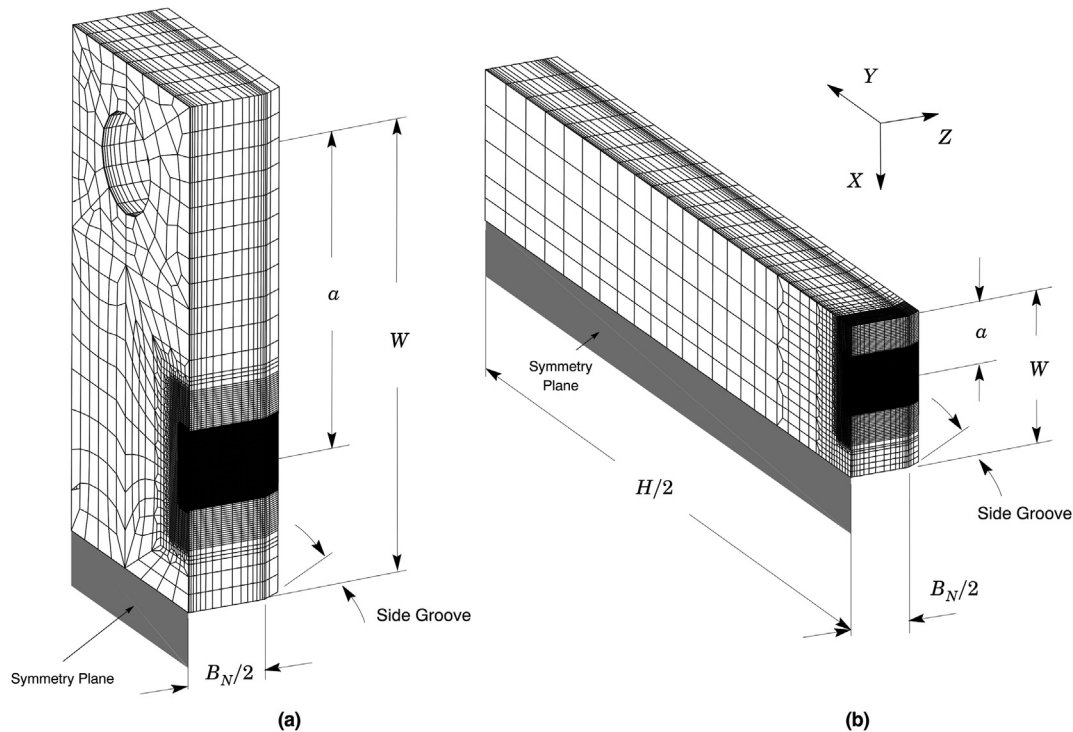 a
W
Side Groove
Symmetry Plane
B_N/2
(a)
Y
Z
X
a
W
Symmetry
Plane
H/2
Side Groove
B_N/2
(b)